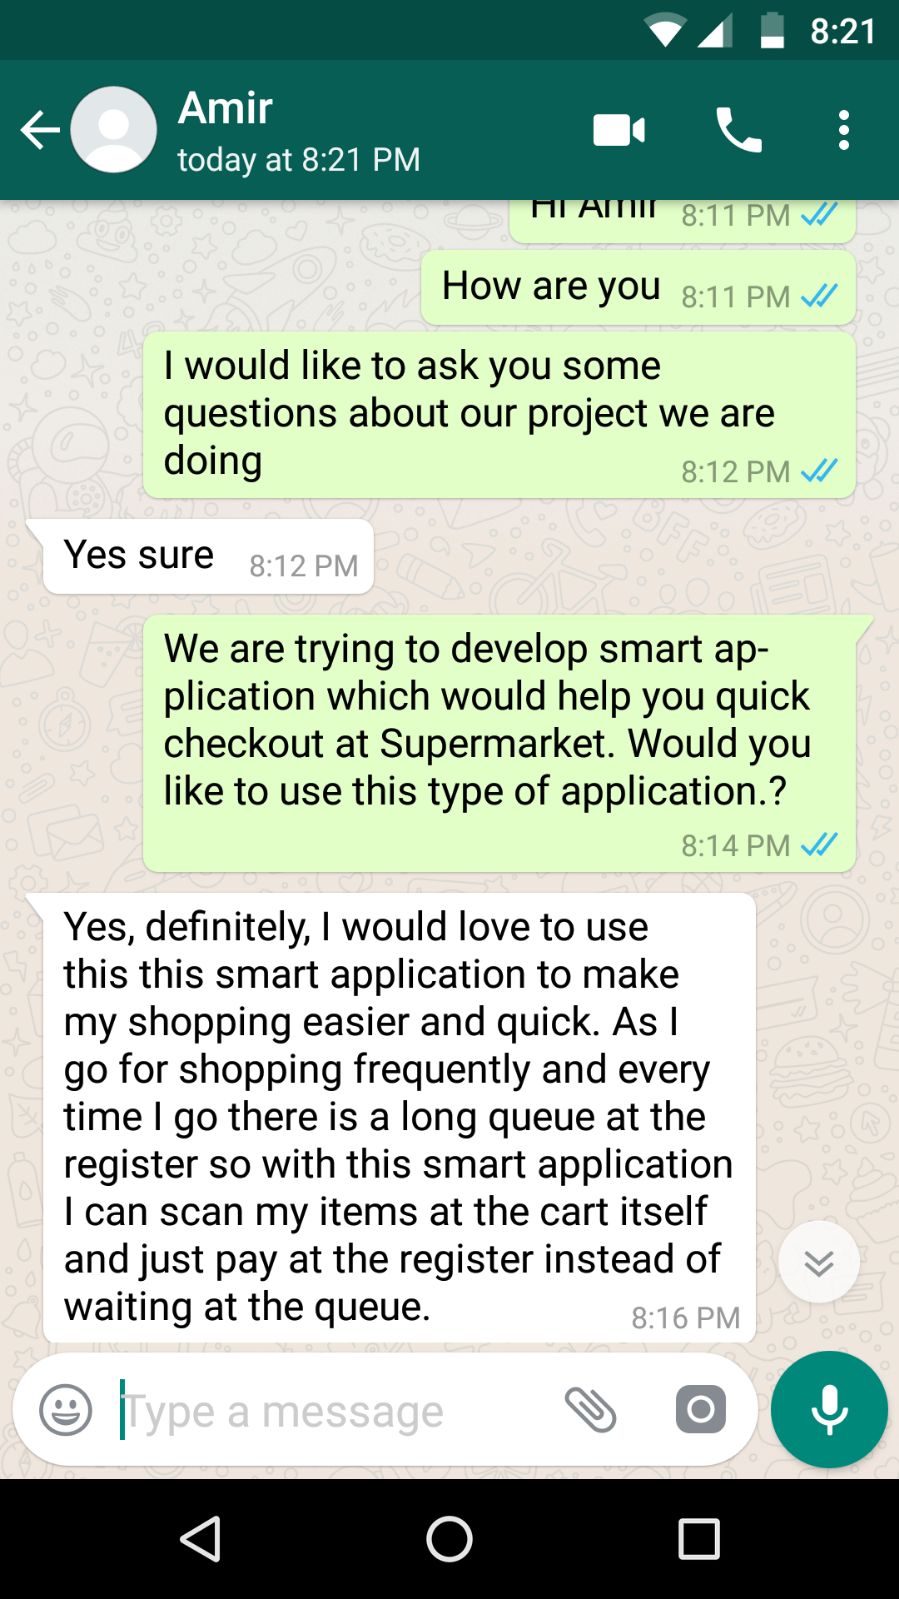 8:21
Amir
today at 8:21 PM
Hi Amir 8:11 PM
How are you 8:11 PM
I would like to ask you some
questions about our project we are
doing 8:12 PM
Yes sure 8:12 PM
We are trying to develop smart ap-
plication which would help you quick
checkout at Supermarket. Would you
like to use this type of application.?
8:14 PM
Yes, definitely, I would love to use
this this smart application to make
my shopping easier and quick. As I
go for shopping frequently and every
time I go there is a long queue at the
register so with this smart application
I can scan my items at the cart itself
and just pay at the register instead of
waiting at the queue. 8:16 PM
Type a message